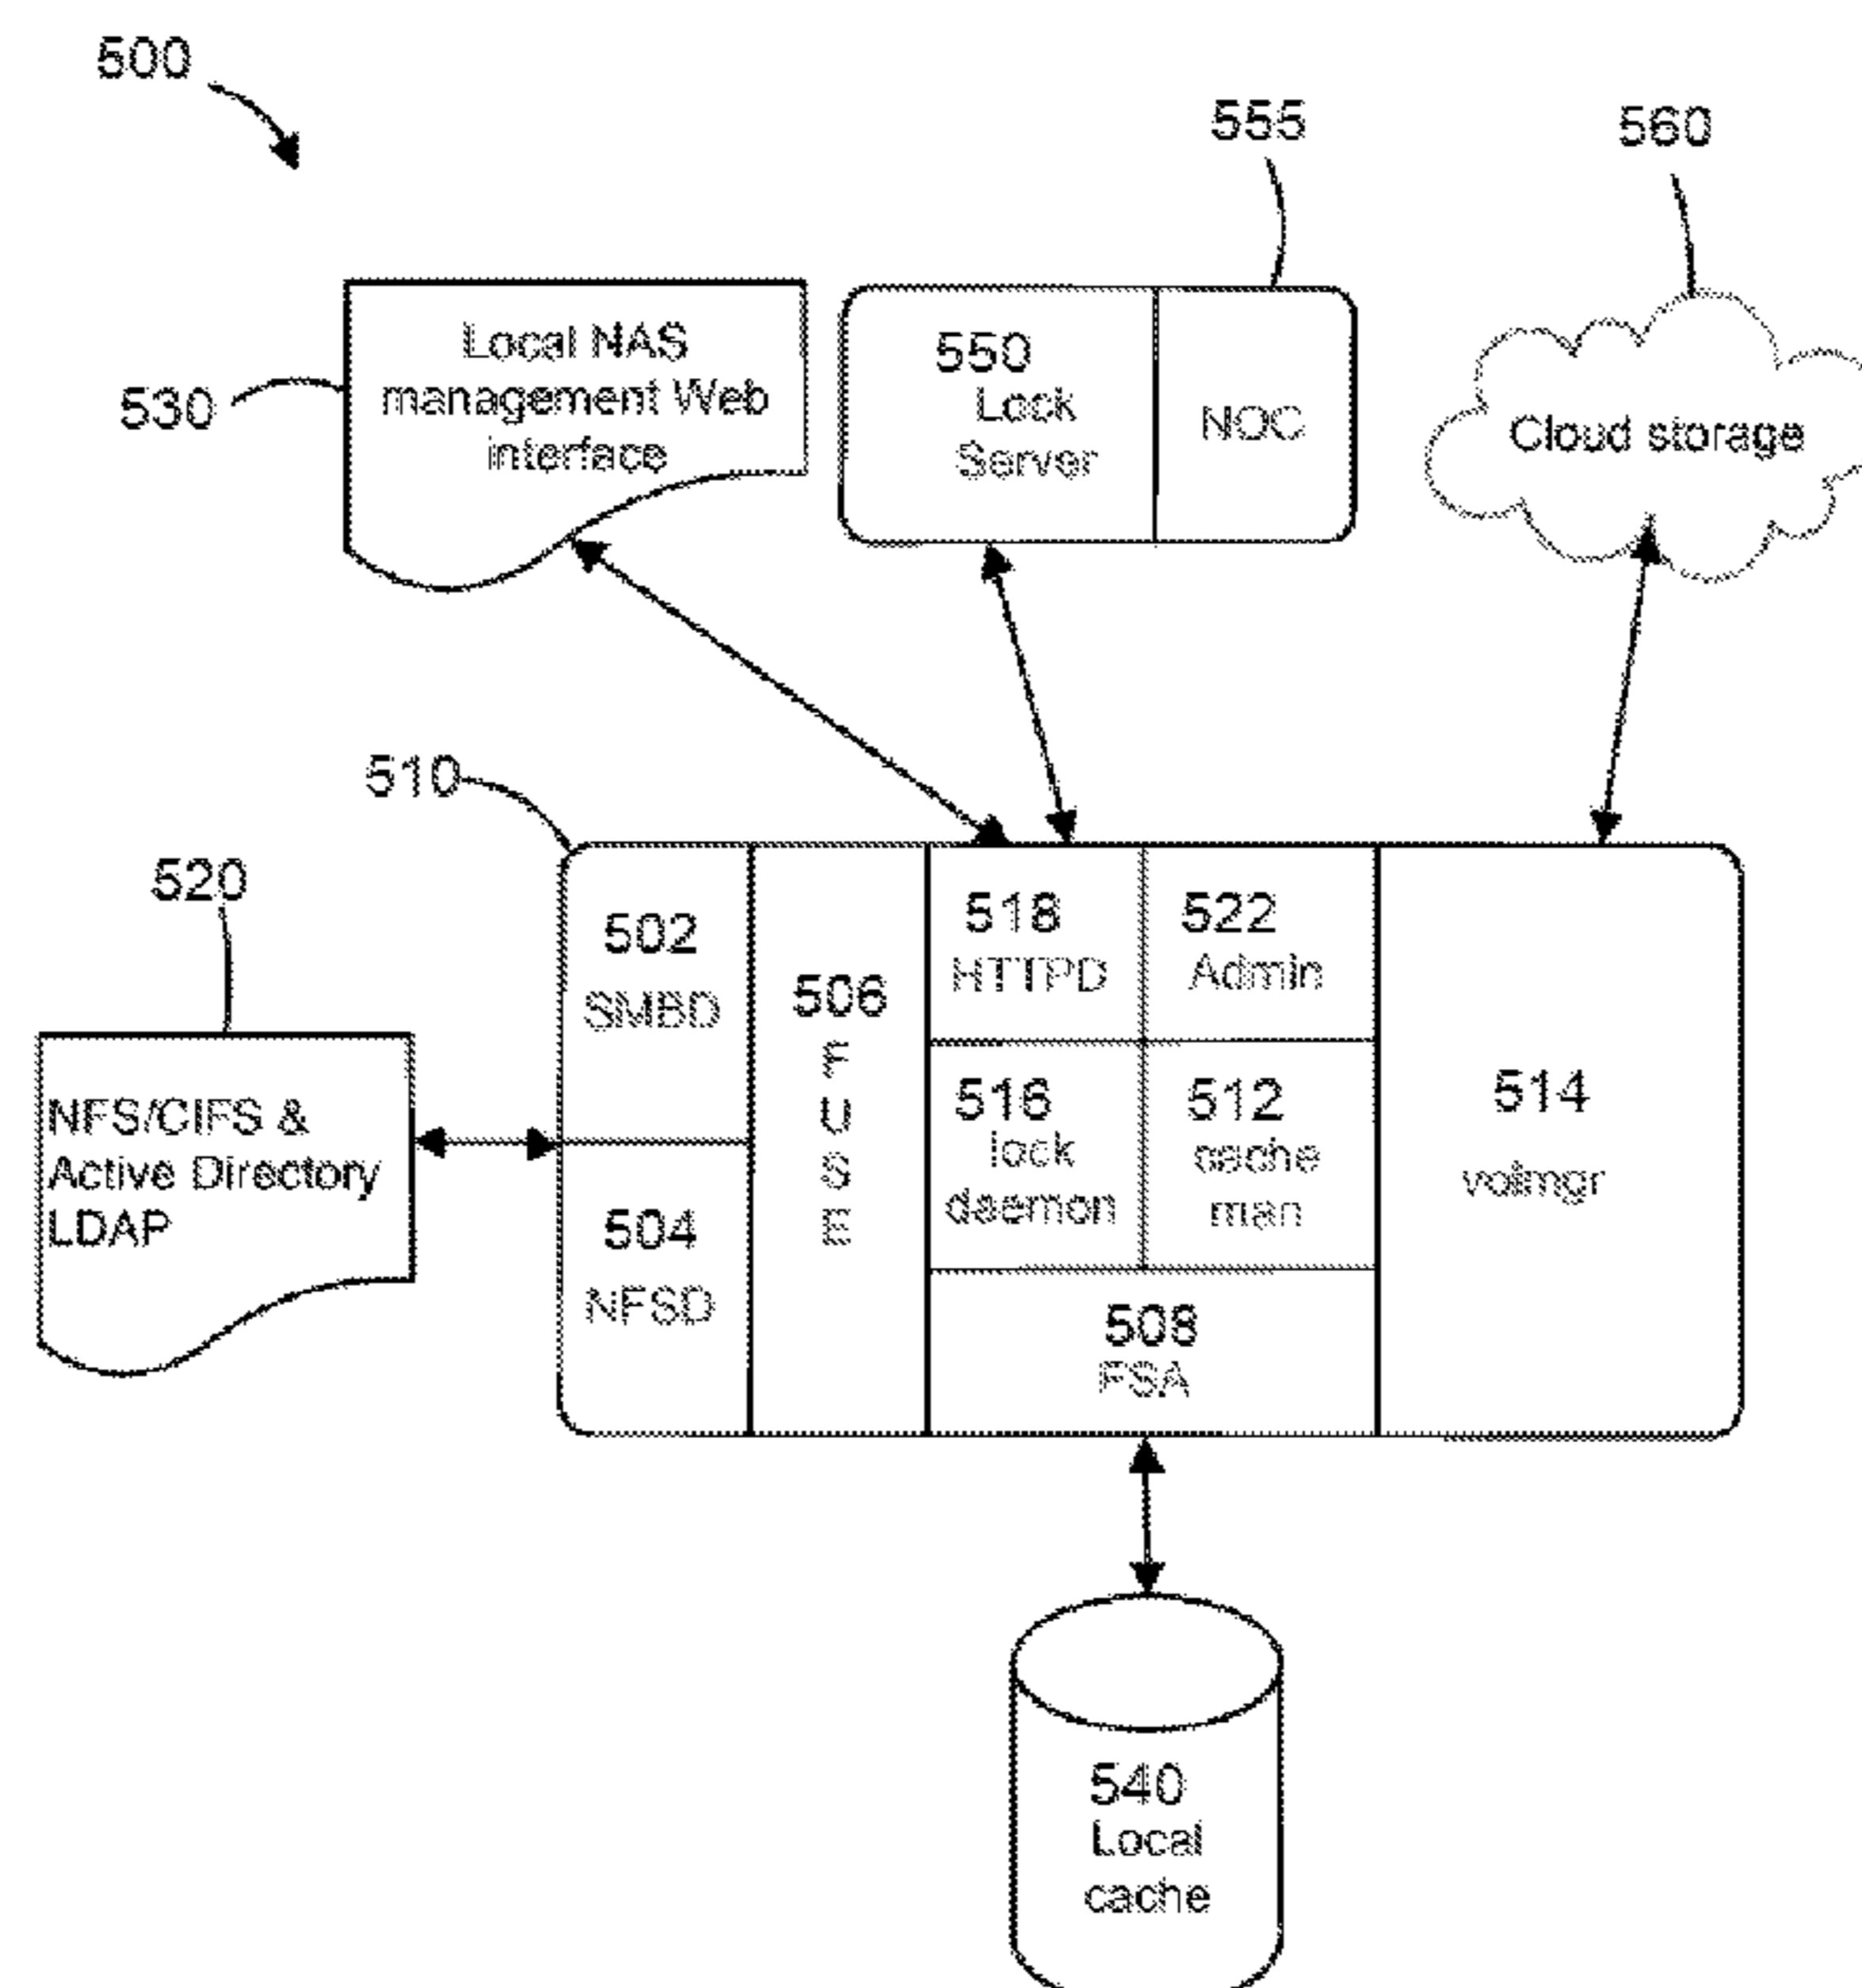 500
555
560
530
Local NAS
management Web
interface
550
Lock
Server
NOC
Cloud storage
510
520
NFS/CIFS &
Active Directory
LDAP
502
SMBD
504
NFSD
506
F
U
S
E
518
HTTPD
522
Admin
516
lock
daemon
512
cache
man
508
FSA
514
volmgr
540
Local
cache